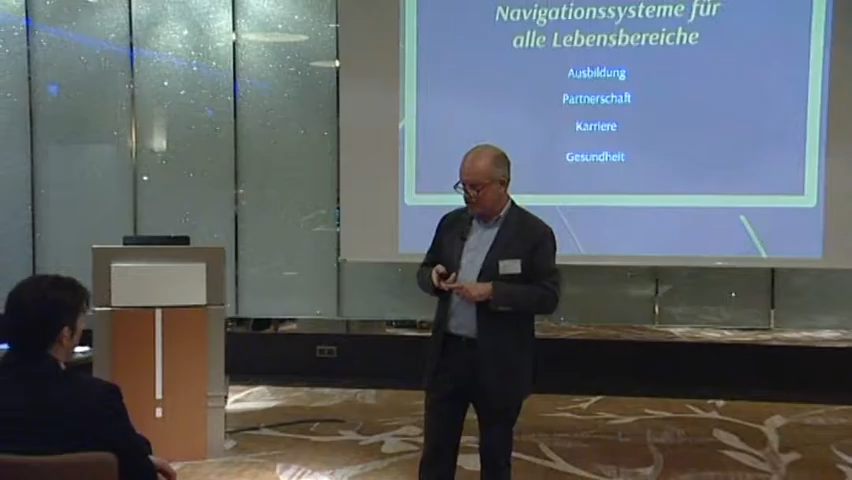 Navigationssysteme für
alle Lebensbereiche
Ausbildung
Partnerschaft
Karriere
Gesundheit